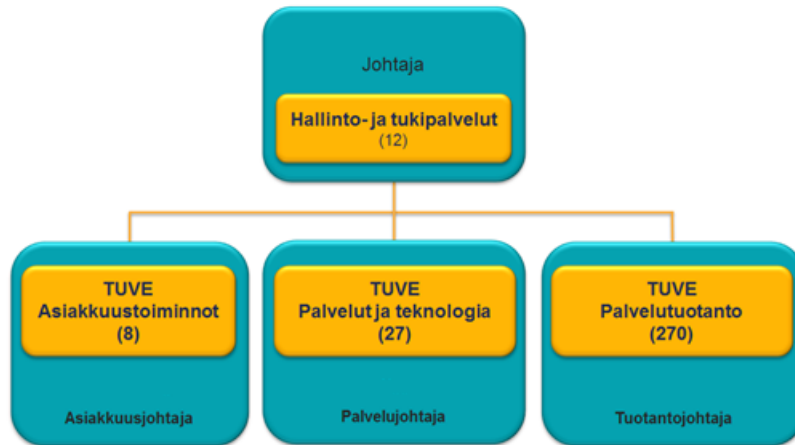 Johtaja
Hallinto- ja tukipalvelut
(12)
TUVE
Asiakkuustoiminnot
(8)
Asiakkuusjohtaja
TUVE
Palvelut ja teknologia
(27)
Palvelujohtaja
TUVE
Palvelutuotanto
(270)
Tuotantojohtaja